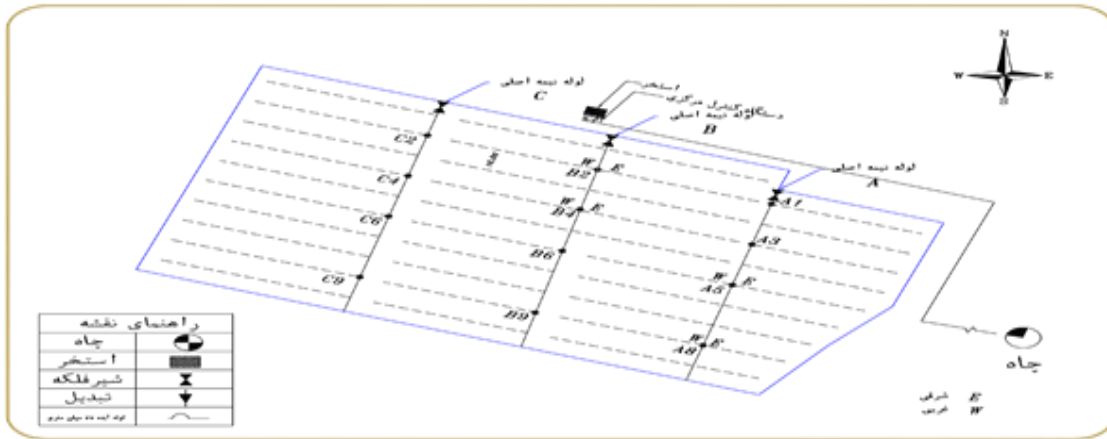 N
W E
S
لوله نیمه اصلی
C
استخر
دستگاه کنترل مرکزی
لوله نیمه اصلی
B
لوله نیمه اصلی
A
C2
C4
C6
C9
W E
B2
W E
B4
B6
B9
A1
A3
W E
A5
W E
A8
چاه
شرقی E
غربی W
راهنمای نقشه
چاه
استخر
شیرفلکه
تبدیل